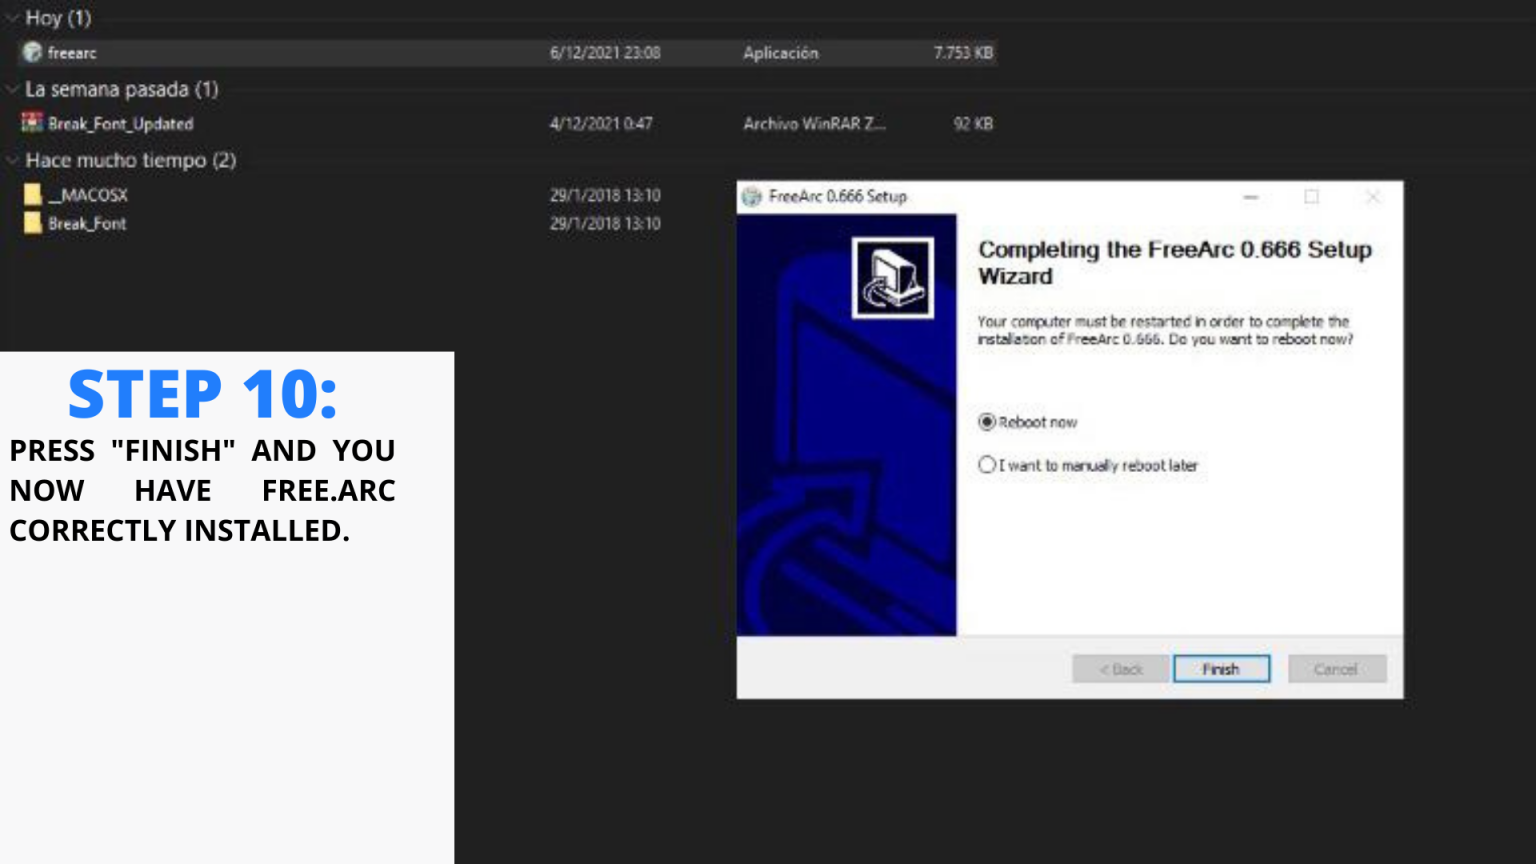 Hoy (1)
freearc 6/12/2021 23:08 Aplicación 7.753 KB
La semana pasada (1)
Break_Font_Updated 4/12/2021 0:47 Archivo WinRAR Z... 92 KB
Hace mucho tiempo (2)
__MACOSX 29/1/2018 13:10
Break_Font 29/1/2018 13:10
FreeArc 0.666 Setup
Completing the FreeArc 0.666 Setup
Wizard
Your computer must be restarted in order to complete the
installation of FreeArc 0.666. Do you want to reboot now?
Reboot now
I want to manually reboot later
< Back Finish Cancel
STEP 10:
PRESS "FINISH" AND YOU
NOW HAVE FREE.ARC
CORRECTLY INSTALLED.